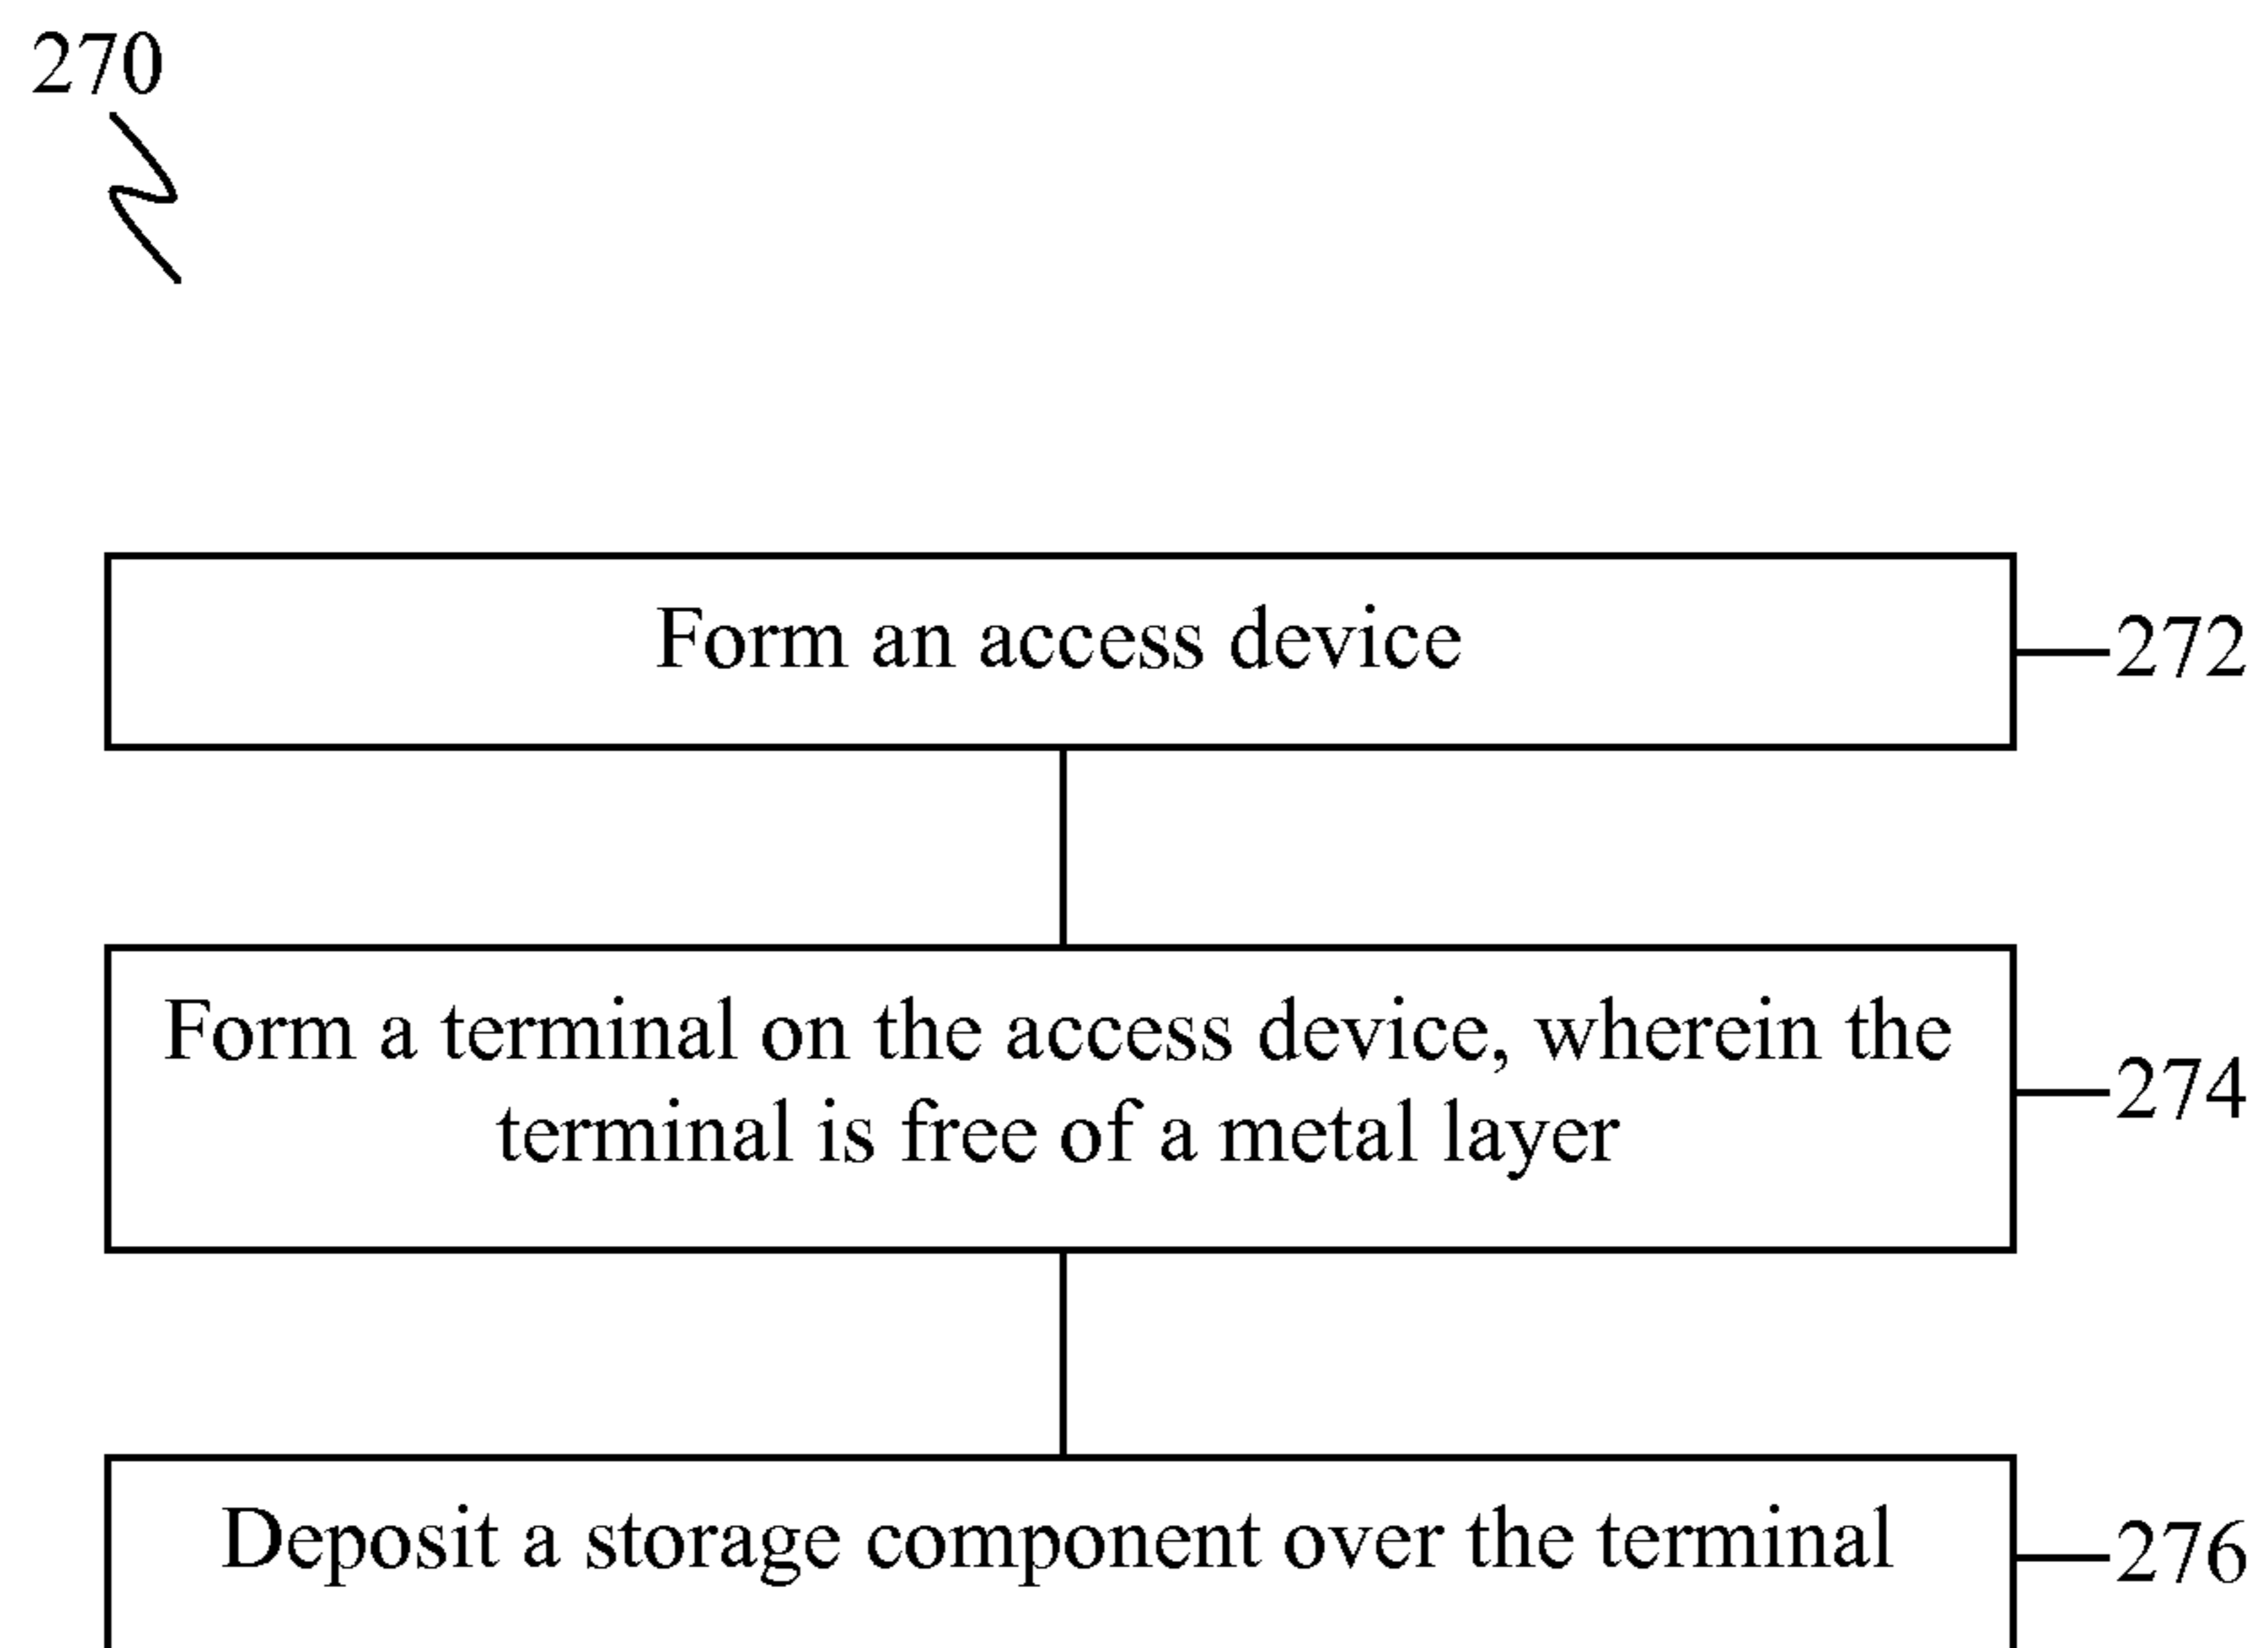 270
Form an access device
272
Form a terminal on the access device, wherein the
terminal is free of a metal layer
274
Deposit a storage component over the terminal
276